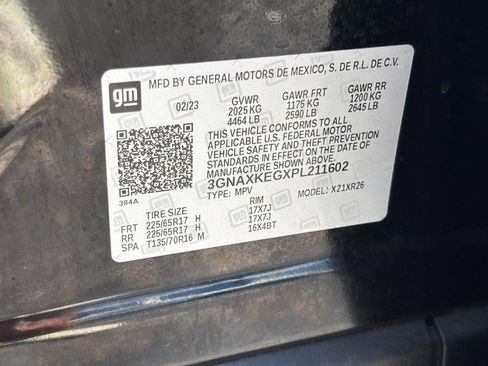 gm
MFD BY GENERAL MOTORS DE MEXICO, S. DE R.L. DE C.V.
02/23 GVWR GAWR FRT GAWR RR
2025 KG 1175 KG 1200 KG
4464 LB 2590 LB 2645 LB
THIS VEHICLE CONFORMS TO ALL
APPLICABLE U.S. FEDERAL MOTOR
VEHICLE SAFETY AND THEFT PREVENTION
STANDARDS IN EFFECT ON THE DATE OF
MANUFACTURE SHOWN ABOVE.
3GNAXKEGXPL211602
384A TYPE: MPV MODEL: X21XR26
TIRE SIZE RIM
FRT 225/65R17 H 17X7J
RR 225/65R17 H 17X7J
SPA T135/70R16 M 16X4BT